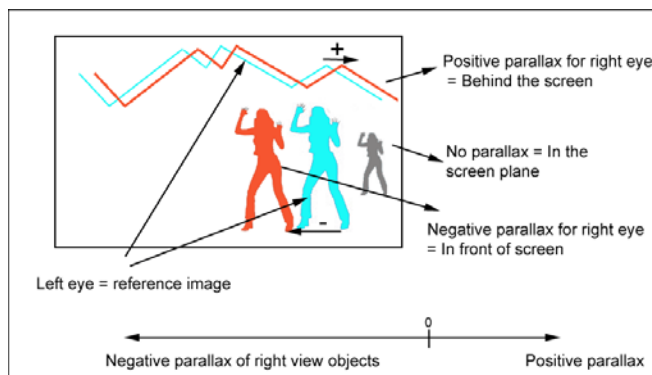 +
Positive parallax for right eye
= Behind the screen
No parallax = In the
screen plane
Negative parallax for right eye
= In front of screen
-
Left eye = reference image
0
Negative parallax of right view objects
Positive parallax